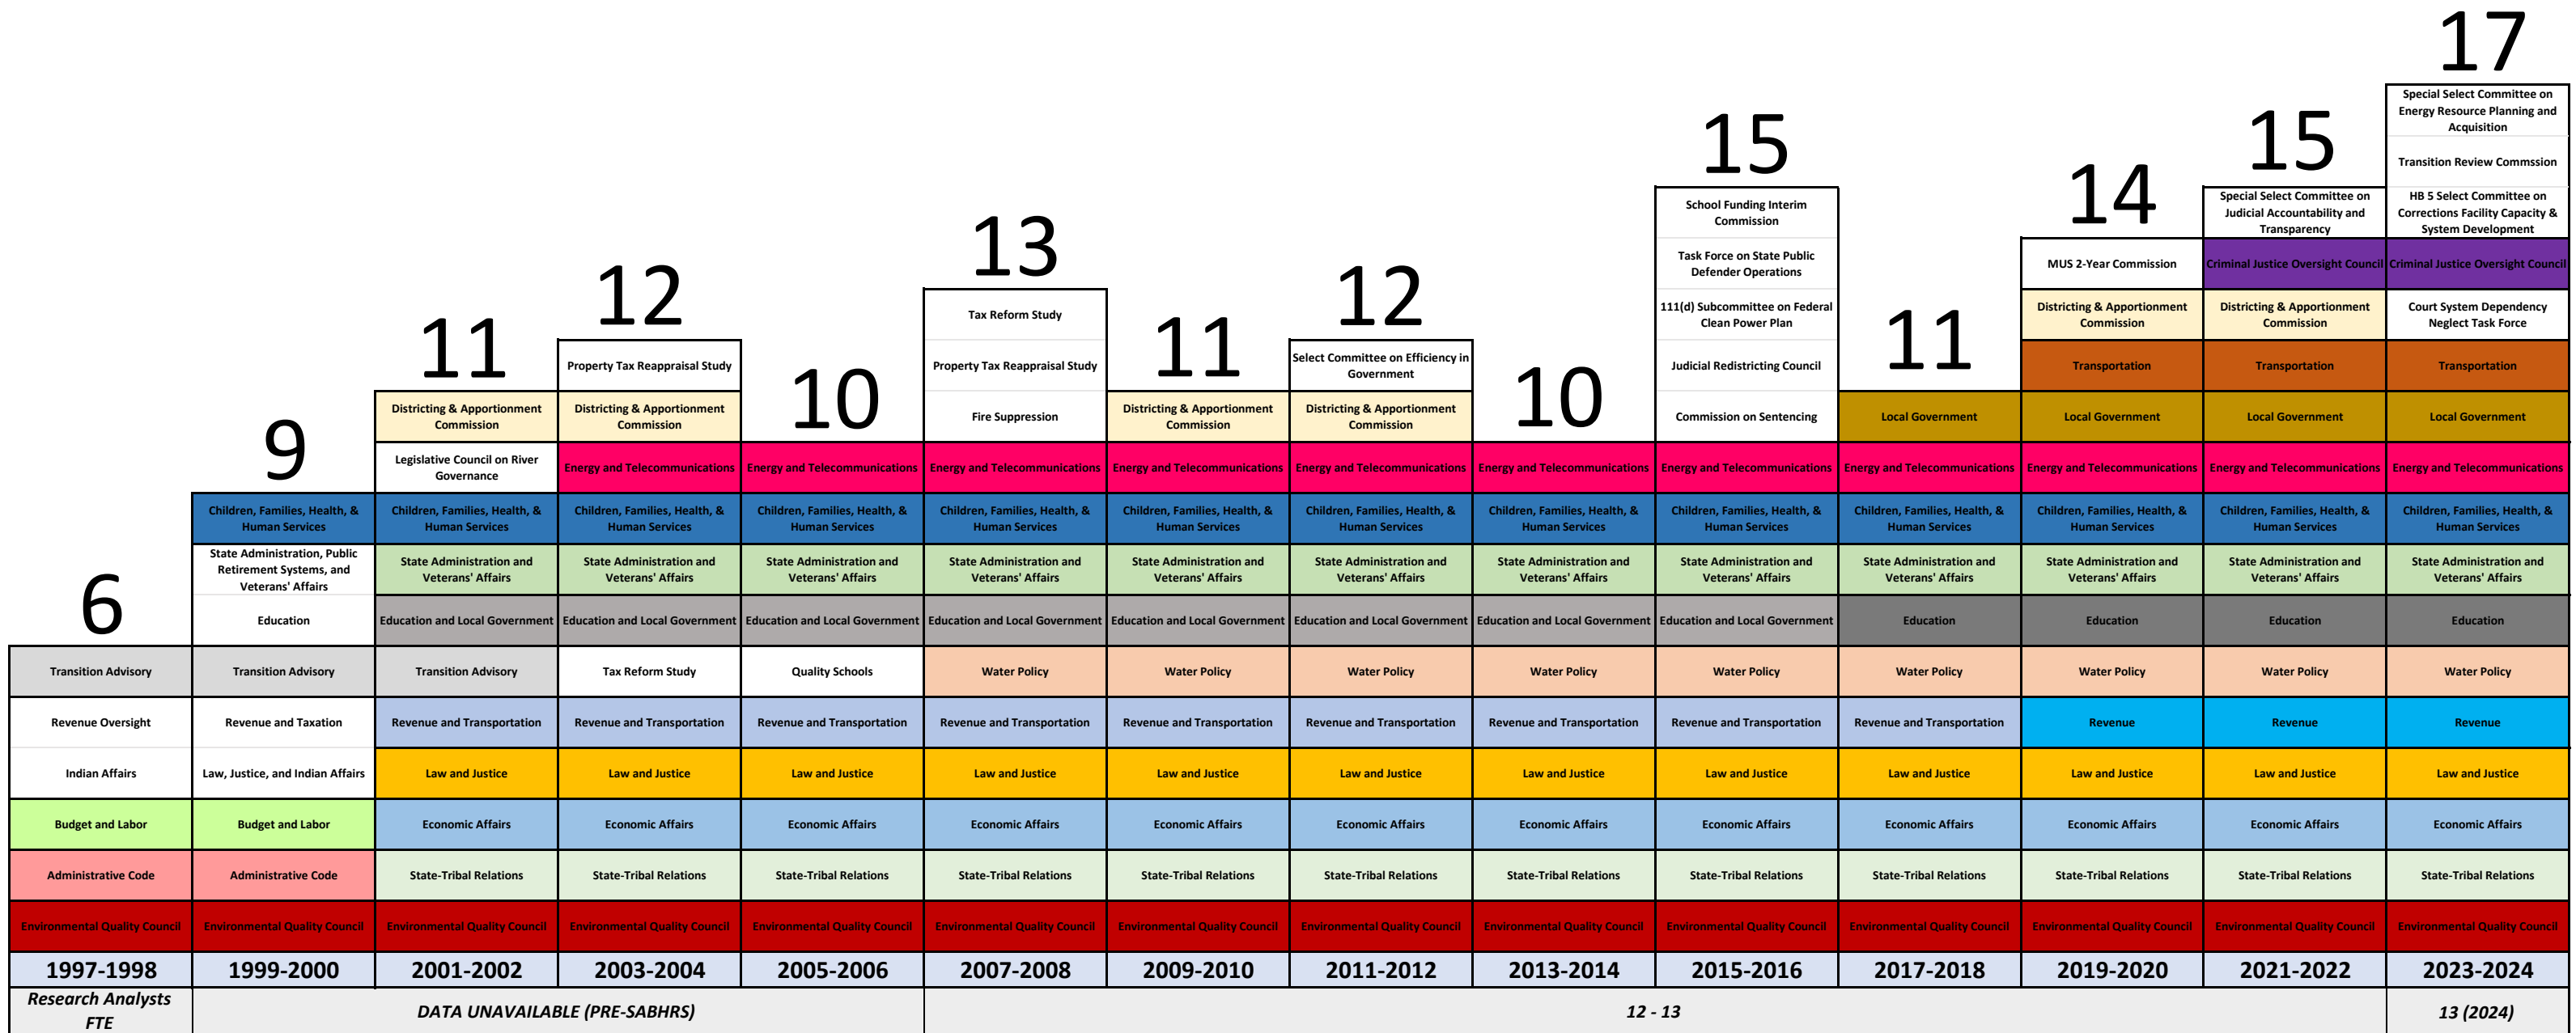 6
Transition Advisory
Revenue Oversight
Indian Affairs
Budget and Labor
Administrative Code
Environmental Quality Council
1997-1998
9
Children, Families, Health, &
Human Services
State Administration, Public
Retirement Systems, and
Veterans' Affairs
Education
Transition Advisory
Revenue and Taxation
Law, Justice, and Indian Affairs
Budget and Labor
Administrative Code
Environmental Quality Council
1999-2000
11
Districting & Apportionment
Commission
Legislative Council on River
Governance
Children, Families, Health, &
Human Services
State Administration and
Veterans' Affairs
Education and Local Government
Transition Advisory
Revenue and Transportation
Law and Justice
Economic Affairs
State-Tribal Relations
Environmental Quality Council
2001-2002
12
Property Tax Reappraisal Study
Districting & Apportionment
Commission
Energy and Telecommunications
Children, Families, Health, &
Human Services
State Administration and
Veterans' Affairs
Education and Local Government
Tax Reform Study
Revenue and Transportation
Law and Justice
Economic Affairs
State-Tribal Relations
Environmental Quality Council
2003-2004
10
Energy and Telecommunications
Children, Families, Health, &
Human Services
State Administration and
Veterans' Affairs
Education and Local Government
Quality Schools
Revenue and Transportation
Law and Justice
Economic Affairs
State-Tribal Relations
Environmental Quality Council
2005-2006
13
Tax Reform Study
Property Tax Reappraisal Study
Fire Suppression
Energy and Telecommunications
Children, Families, Health, &
Human Services
State Administration and
Veterans' Affairs
Education and Local Government
Water Policy
Revenue and Transportation
Law and Justice
Economic Affairs
State-Tribal Relations
Environmental Quality Council
2007-2008
11
Districting & Apportionment
Commission
Energy and Telecommunications
Children, Families, Health, &
Human Services
State Administration and
Veterans' Affairs
Education and Local Government
Water Policy
Revenue and Transportation
Law and Justice
Economic Affairs
State-Tribal Relations
Environmental Quality Council
2009-2010
12
Select Committee on Efficiency in
Government
Districting & Apportionment
Commission
Energy and Telecommunications
Children, Families, Health, &
Human Services
State Administration and
Veterans' Affairs
Education and Local Government
Water Policy
Revenue and Transportation
Law and Justice
Economic Affairs
State-Tribal Relations
Environmental Quality Council
2011-2012
10
Energy and Telecommunications
Children, Families, Health, &
Human Services
State Administration and
Veterans' Affairs
Education and Local Government
Water Policy
Revenue and Transportation
Law and Justice
Economic Affairs
State-Tribal Relations
Environmental Quality Council
2013-2014
15
School Funding Interim
Commission
Task Force on State Public
Defender Operations
111(d) Subcommittee on Federal
Clean Power Plan
Judicial Redistricting Council
Commission on Sentencing
Energy and Telecommunications
Children, Families, Health, &
Human Services
State Administration and
Veterans' Affairs
Education and Local Government
Water Policy
Revenue and Transportation
Law and Justice
Economic Affairs
State-Tribal Relations
Environmental Quality Council
2015-2016
11
Local Government
Energy and Telecommunications
Children, Families, Health, &
Human Services
State Administration and
Veterans' Affairs
Education
Water Policy
Revenue and Transportation
Law and Justice
Economic Affairs
State-Tribal Relations
Environmental Quality Council
2017-2018
14
MUS 2-Year Commission
Districting & Apportionment
Commission
Transportation
Local Government
Energy and Telecommunications
Children, Families, Health, &
Human Services
State Administration and
Veterans' Affairs
Education
Water Policy
Revenue
Law and Justice
Economic Affairs
State-Tribal Relations
Environmental Quality Council
2019-2020
15
Special Select Committee on
Judicial Accountability and
Transparency
Criminal Justice Oversight Council
Districting & Apportionment
Commission
Transportation
Local Government
Energy and Telecommunications
Children, Families, Health, &
Human Services
State Administration and
Veterans' Affairs
Education
Water Policy
Revenue
Law and Justice
Economic Affairs
State-Tribal Relations
Environmental Quality Council
2021-2022
17
Special Select Committee on
Energy Resource Planning and
Acquisition
Transition Review Commssion
HB 5 Select Committee on
Corrections Facility Capacity &
System Development
Criminal Justice Oversight Council
Court System Dependency
Neglect Task Force
Transportation
Local Government
Energy and Telecommunications
Children, Families, Health, &
Human Services
State Administration and
Veterans' Affairs
Education
Water Policy
Revenue
Law and Justice
Economic Affairs
State-Tribal Relations
Environmental Quality Council
2023-2024
Research Analysts
FTE
DATA UNAVAILABLE (PRE-SABHRS)
12 - 13
13 (2024)